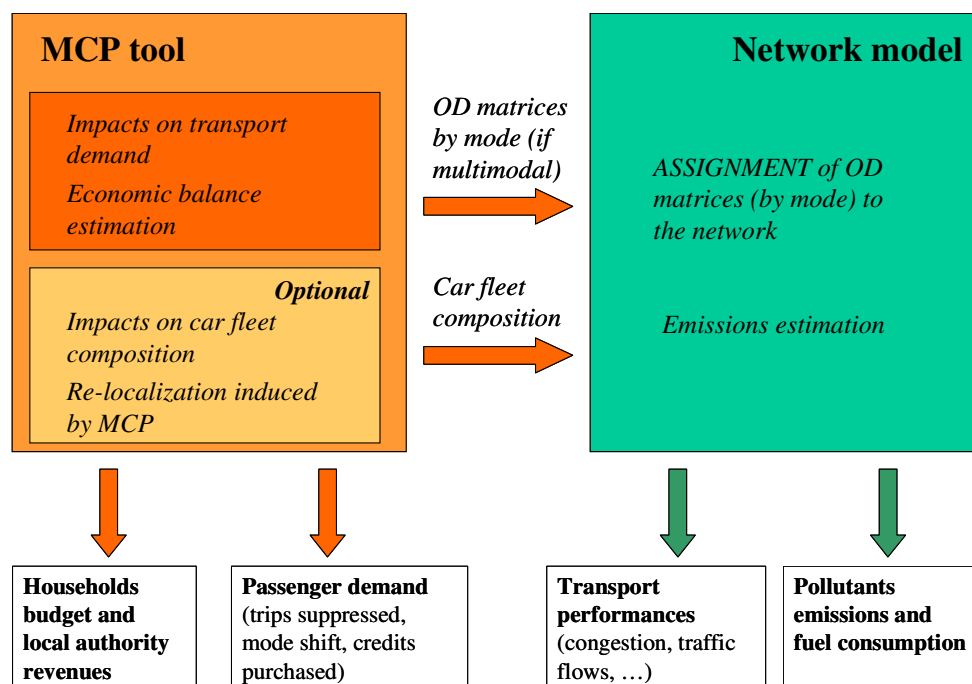 MCP tool
Impacts on transport
demand
Economic balance
estimation
Optional
Impacts on car fleet
composition
Re-localization induced
by MCP
OD matrices
by mode (if
multimodal)
Car fleet
composition
Network model
ASSIGNMENT of OD
matrices (by mode) to
the network
Emissions estimation
Households
budget and
local authority
revenues
Passenger demand
(trips suppressed,
mode shift, credits
purchased)
Transport
performances
(congestion, traffic
flows, …)
Pollutants
emissions and
fuel consumption